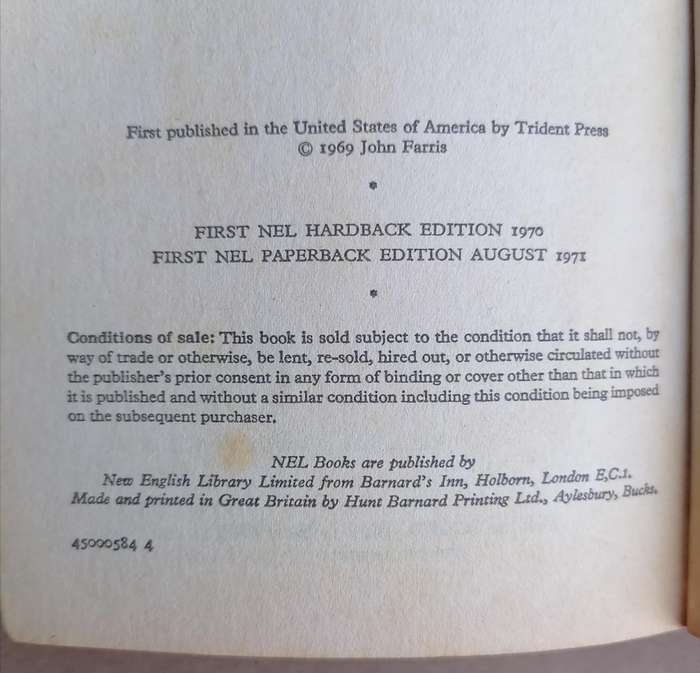 First published in the United States of America by Trident Press
© 1969 John Farris
*
FIRST NEL HARDBACK EDITION 1970
FIRST NEL PAPERBACK EDITION AUGUST 1971
*
Conditions of sale: This book is sold subject to the condition that it shall not, by
way of trade or otherwise, be lent, re-sold, hired out, or otherwise circulated without
the publisher's prior consent in any form of binding or cover other than that in which
it is published and without a similar condition including this condition being imposed
on the subsequent purchaser.
NEL Books are published by
New English Library Limited from Barnard's Inn, Holborn, London E,C.1.
Made and printed in Great Britain by Hunt Barnard Printing Ltd., Aylesbury, Bucks.
45000584 4